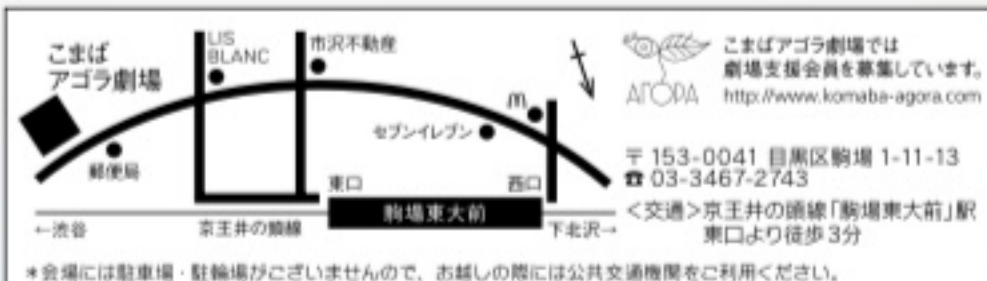 こまば
アゴラ劇場
LIS
BLANC
市沢不動産
m
セブンイレブン
郵便局
東口
西口
駒場東大前
←渋谷
京王井の頭線
下北沢→
ΑΓΟΡΑ
こまばアゴラ劇場では
劇場支援会員を募集しています。
http://www.komaba-agora.com
〒153-0041 目黒区駒場 1-11-13
☎ 03-3467-2743
<交通>京王井の頭線「駒場東大前」駅
東口より徒歩3分
*会場には駐車場・駐輪場がございませんので、お越しの際には公共交通機関をご利用ください。